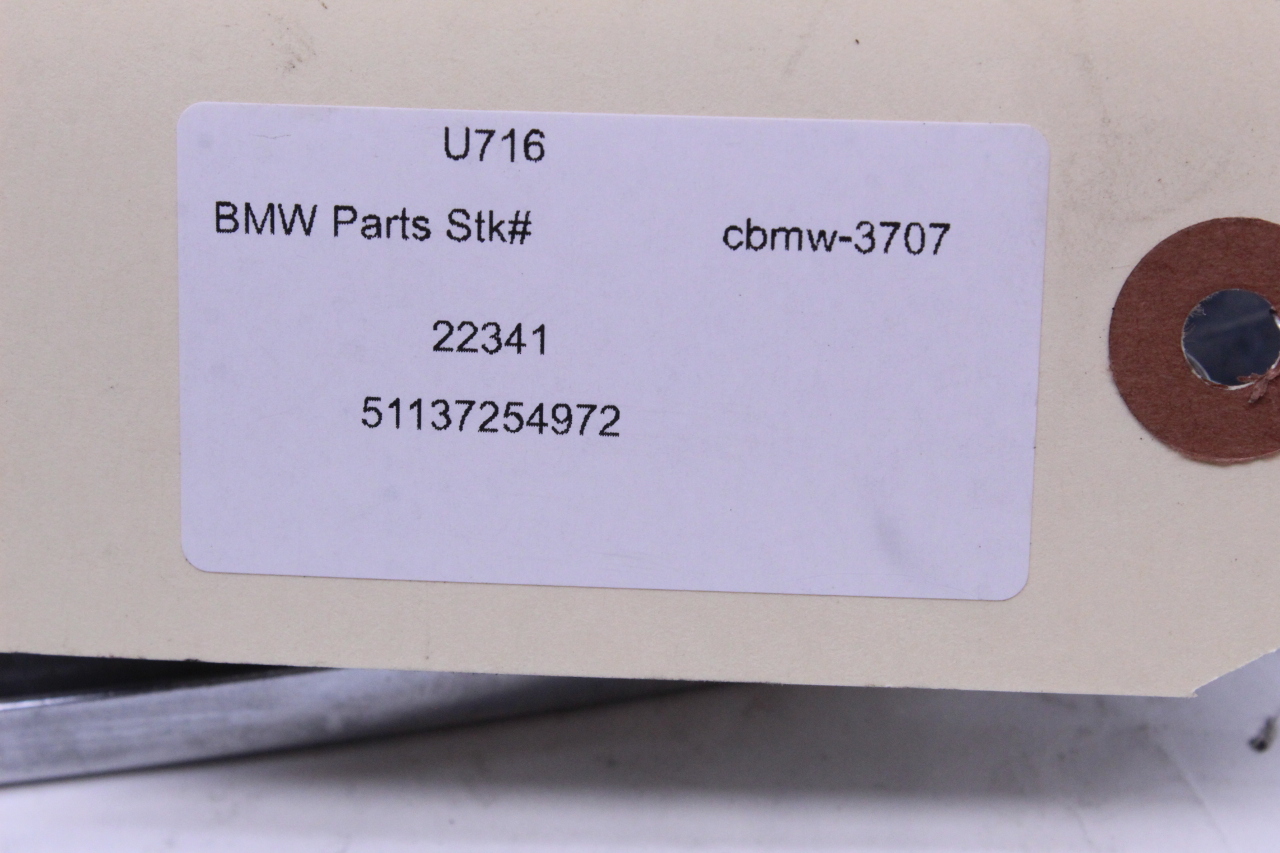 U716
BMW Parts Stk# cbmw-3707
22341
51137254972